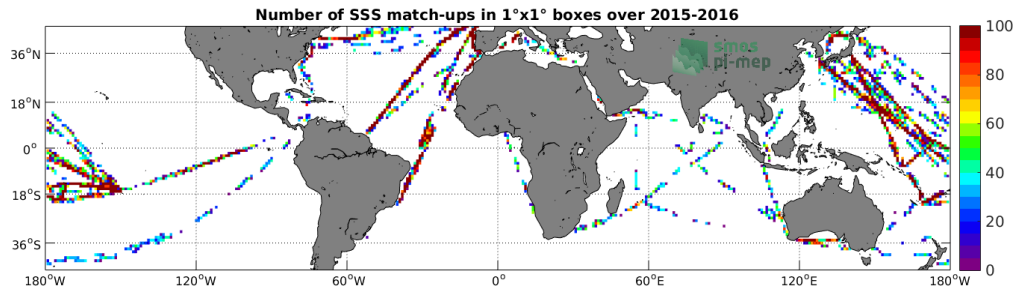 Number of SSS match-ups in 1°x1° boxes over 2015-2016
smos
pi-mep
36°N
18°N
0°
18°S
36°S
180°W 120°W 60°W 0° 60°E 120°E 180°W
100
80
60
40
20
0